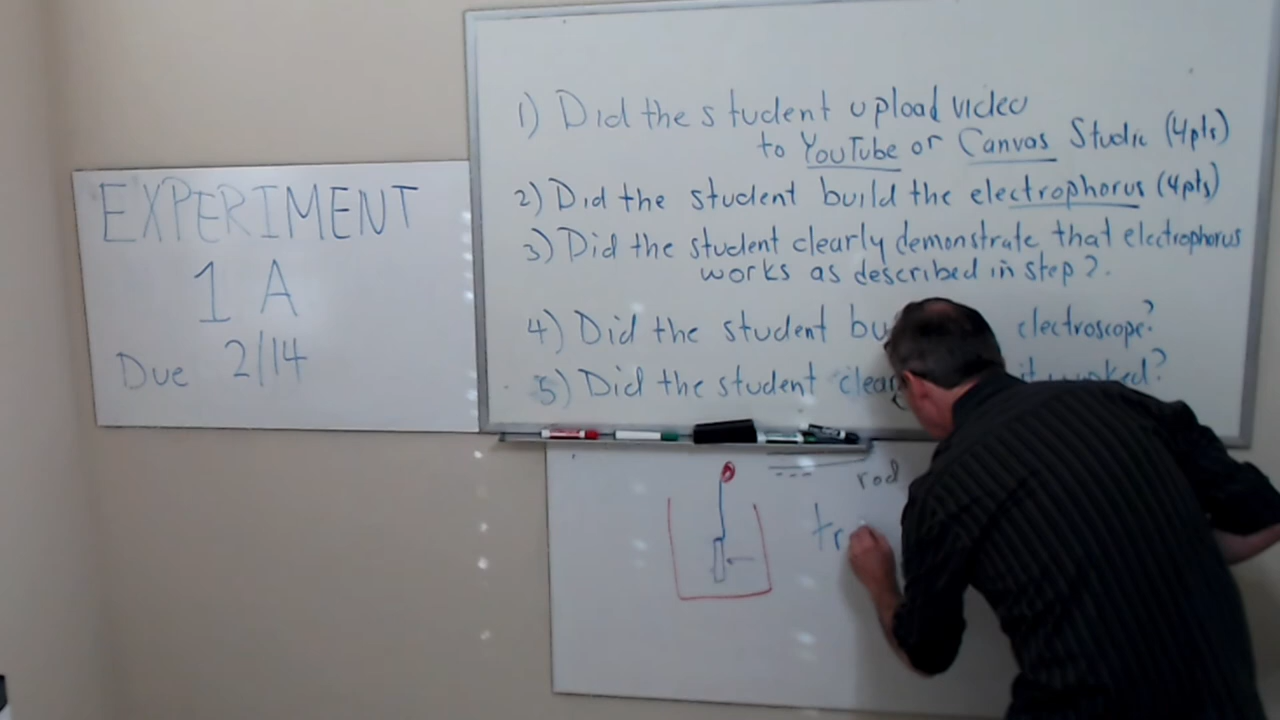 EXPERIMENT
1 A
Due 2/14
1) Did the student upload video
to YouTube or Canvas Studio (4pts)
2) Did the student build the electrophorus (4pts)
3) Did the student clearly demonstrate that electrophorus
works as described in step 2.
4) Did the student bu electroscope?
5) Did the student clear it worked?
rod
tr